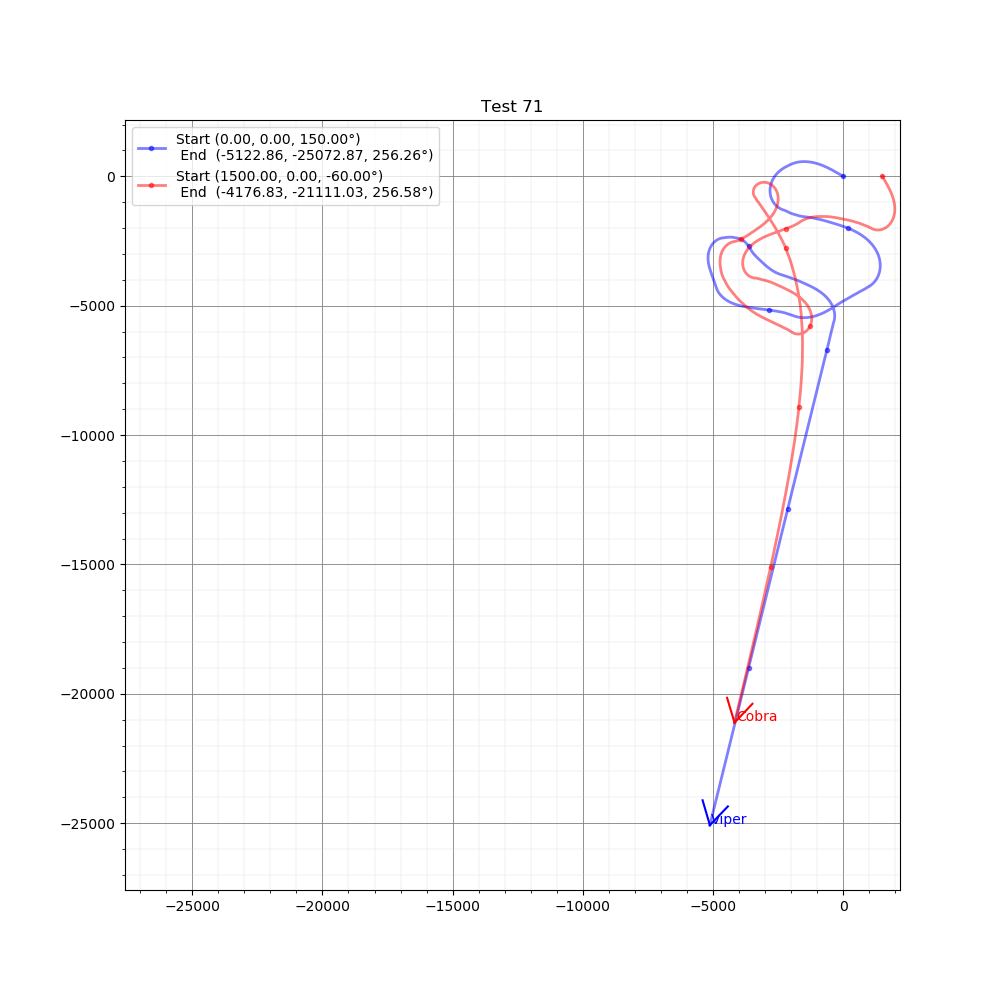 Test 71
Start (0.00, 0.00, 150.00°)
End  (-5122.86, -25072.87, 256.26°)
Start (1500.00, 0.00, -60.00°)
End  (-4176.83, -21111.03, 256.58°)
0
−5000
−10000
−15000
−20000
−25000
Cobra
Viper
−25000
−20000
−15000
−10000
−5000
0